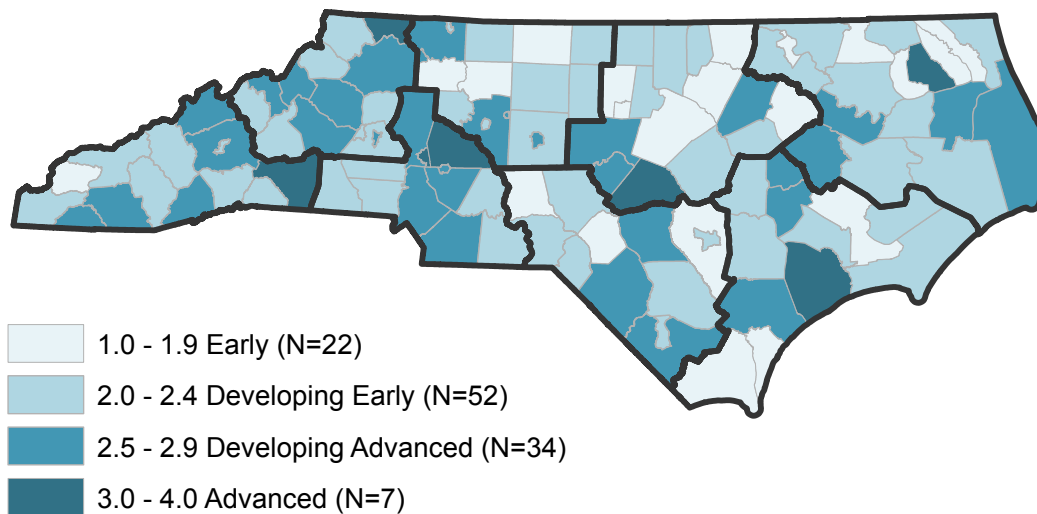 1.0 - 1.9 Early (N=22)
2.0 - 2.4 Developing Early (N=52)
2.5 - 2.9 Developing Advanced (N=34)
3.0 - 4.0 Advanced (N=7)